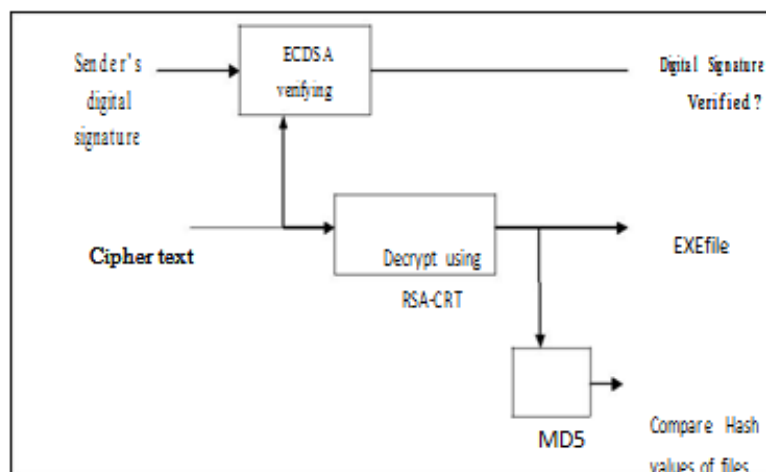 ECDSA
verifying
Sender's
digital
signature
Digital Signature
Verified?
Cipher text
Decrypt using
RSA-CRT
EXEfile
MD5
Compare Hash
values of files